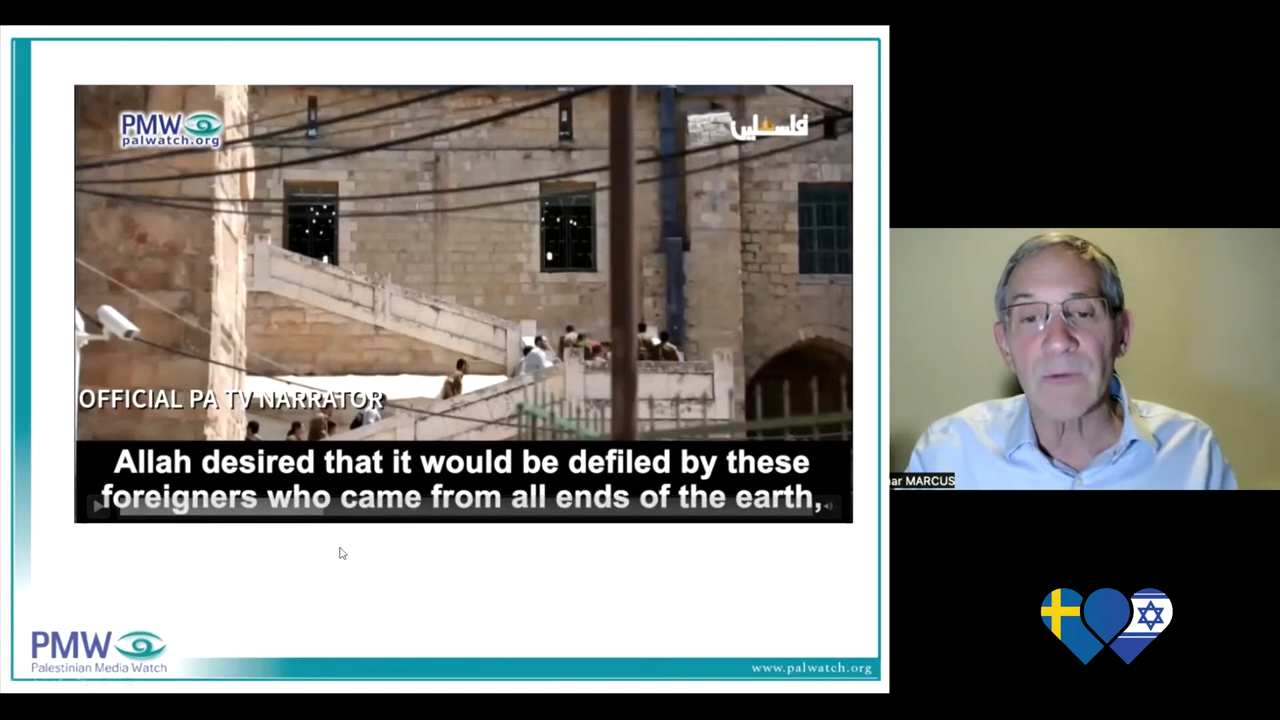 PMW
palwatch.org
فلسطين
OFFICIAL PA TV NARRATOR
Allah desired that it would be defiled by these
foreigners who came from all ends of the earth,
ar MARCUS
PMW
Palestinian Media Watch
www.palwatch.org